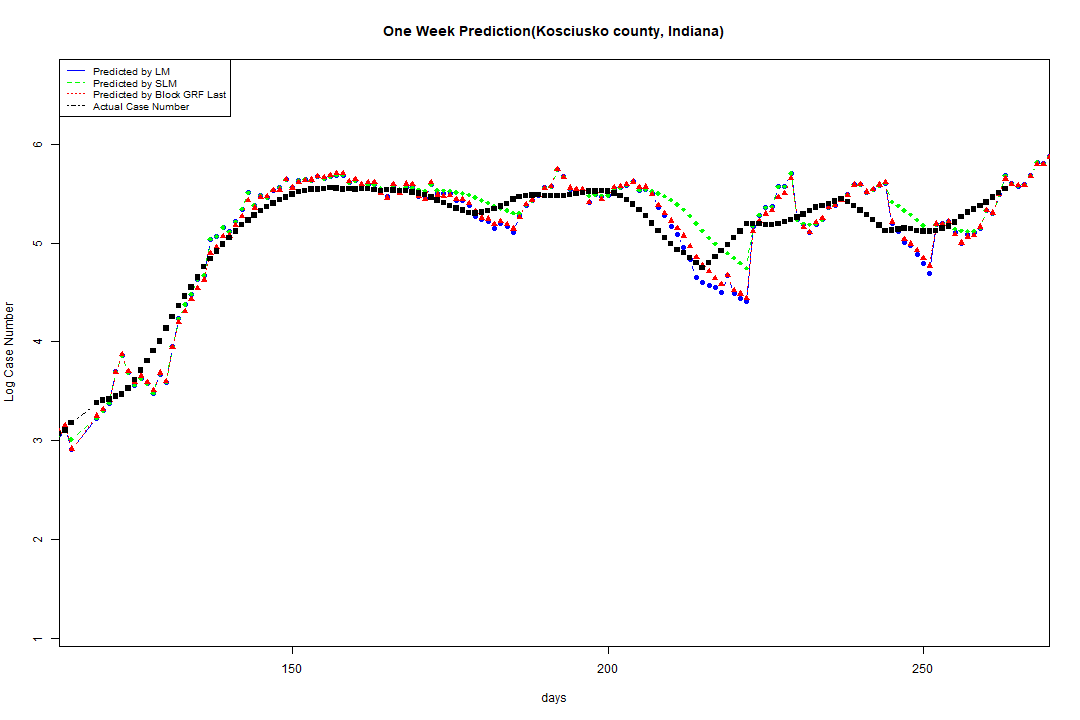 One Week Prediction(Kosciusko county, Indiana)
Predicted by LM
Predicted by SLM
Predicted by Block GRF Last
Actual Case Number
6
5
4
3
2
1
Log Case Number
150 200 250
days